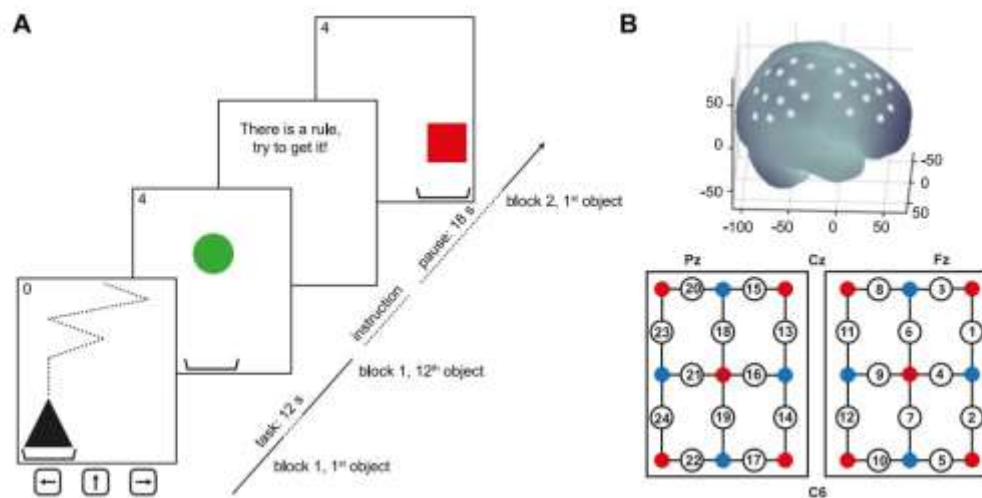 A
4
There is a rule,
try to get it!
4
0
block 2, 1st object
pause: 18 s
instruction
block 1, 12th object
task: 12 s
block 1, 1st object
← ↑ →
B
50
0
-50
-100 -50 0 50
-50
0
50
Pz Cz Fz
20 15 8 3
23 18 13 11 6 1
21 16 9 4
24 19 14 12 7 2
22 17 10 5
C6